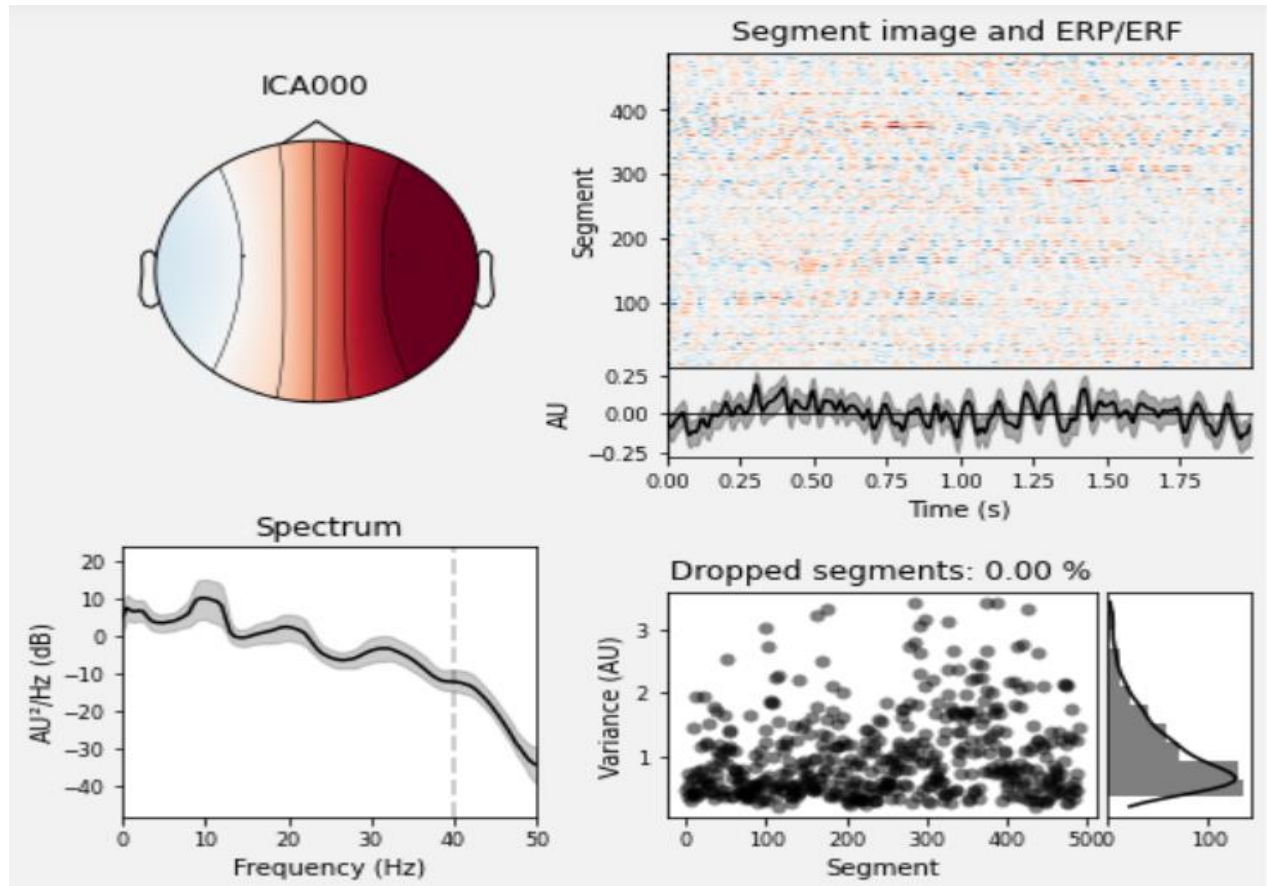 Segment image and ERP/ERF
ICA000
400
300
200
100
Segment
0.25
0.00
−0.25
AU
0.00 0.25 0.50 0.75 1.00 1.25 1.50 1.75
Time (s)
Spectrum
20
10
0
−10
−20
−30
−40
AU²/Hz (dB)
0 10 20 30 40 50
Frequency (Hz)
Dropped segments: 0.00 %
3
2
1
Variance (AU)
0 100 200 300 400 500
Segment
0 100